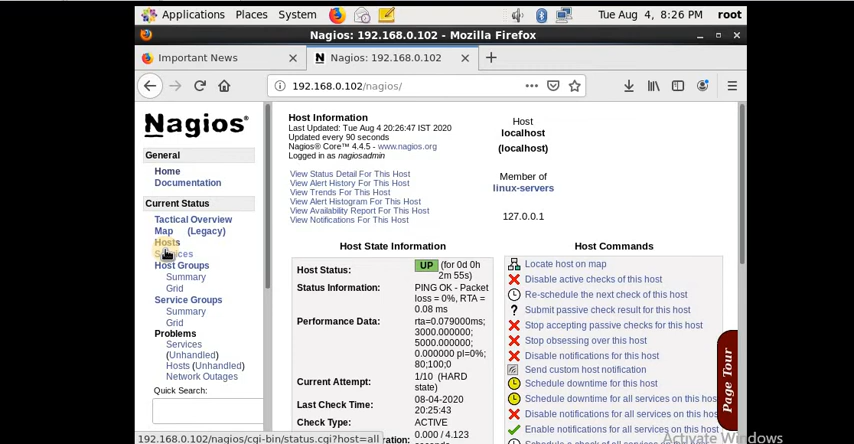 Applications Places System Tue Aug 4, 8:26 PM root
Nagios: 192.168.0.102 - Mozilla Firefox
Important News Nagios: 192.168.0.102
192.168.0.102/nagios/
Nagios®
General
Home
Documentation
Current Status
Tactical Overview
Map (Legacy)
Hosts
Services
Host Groups
Summary
Grid
Service Groups
Summary
Grid
Problems
Services
(Unhandled)
Hosts (Unhandled)
Network Outages
Quick Search:
Host Information
Last Updated: Tue Aug 4 20:26:47 IST 2020
Updated every 90 seconds
Nagios® Core™ 4.4.5 - www.nagios.org
Logged in as nagiosadmin
View Status Detail For This Host
View Alert History For This Host
View Trends For This Host
View Alert Histogram For This Host
View Availability Report For This Host
View Notifications For This Host
Host
localhost
(localhost)
Member of
linux-servers
127.0.0.1
Host State Information
Host Status: UP (for 0d 0h
2m 55s)
Status Information: PING OK - Packet
loss = 0%, RTA =
0.08 ms
Performance Data: rta=0.079000ms;
3000.000000;
5000.000000;
0.000000 pl=0%;
80;100;0
Current Attempt: 1/10 (HARD
state)
Last Check Time: 08-04-2020
20:25:43
Check Type: ACTIVE
0.000 / 4.123
Host Commands
Locate host on map
Disable active checks of this host
Re-schedule the next check of this host
Submit passive check result for this host
Stop accepting passive checks for this host
Stop obsessing over this host
Disable notifications for this host
Send custom host notification
Schedule downtime for this host
Schedule downtime for all services on this host
Disable notifications for all services on this host
Enable notifications for all services on this host
Page Tour
Activate Windows
192.168.0.102/nagios/cgi-bin/status.cgi?host=all